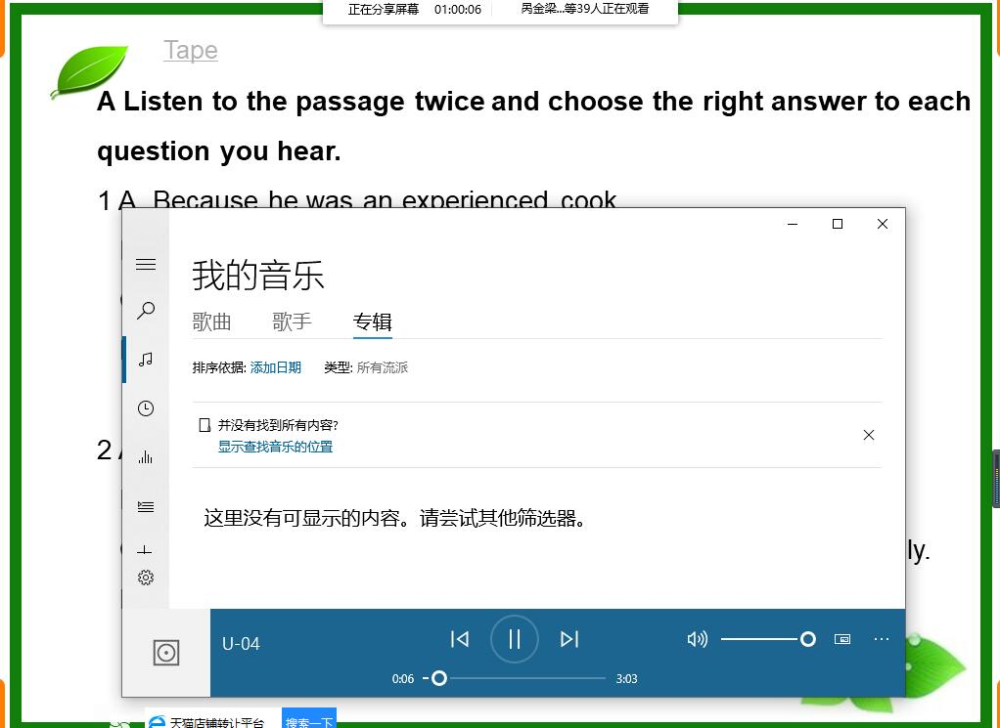 正在分享屏幕 01:00:06 呙金梁...等39人正在观看
Tape
A Listen to the passage twice and choose the right answer to each
question you hear.
1 A. Because he was an experienced cook
我的音乐
歌曲 歌手 专辑
排序依据: 添加日期 类型: 所有流派
并没有找到所有内容?
显示查找音乐的位置
2
这里没有可显示的内容。请尝试其他筛选器。
ly.
U-04
0:06 3:03
天猫店铺转让平台 搜索一下